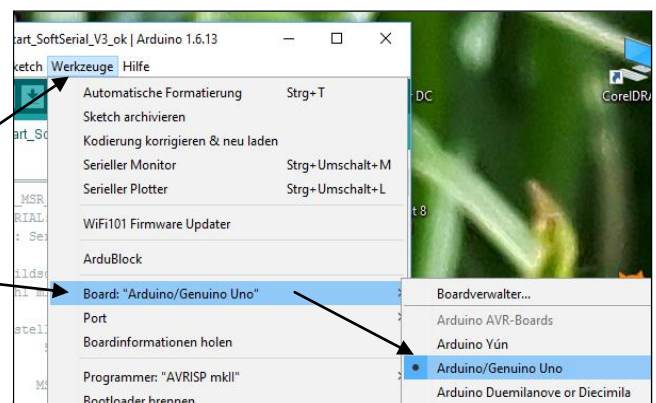 tart_SoftSerial_V3_ok | Arduino 1.6.13
ketch Werkzeuge Hilfe
Automatische Formatierung Strg+T
Sketch archivieren
Kodierung korrigieren & neu laden
Serieller Monitor Strg+Umschalt+M
Serieller Plotter Strg+Umschalt+L
WiFi101 Firmware Updater
ArduBlock
Board: "Arduino/Genuino Uno"
Port
Boardinformationen holen
Programmer: "AVRISP mkII"
Bootloader brennen
Boardverwalter...
Arduino AVR-Boards
Arduino Yún
Arduino/Genuino Uno
Arduino Duemilanove or Diecimila
DC
CorelDRA
t 8
art_So
_MSR
RIAL:
: Ser
ildsc
stell
MS